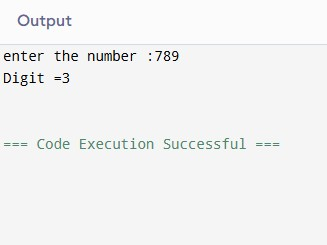 Output
enter the number :789
Digit =3
=== Code Execution Successful ===